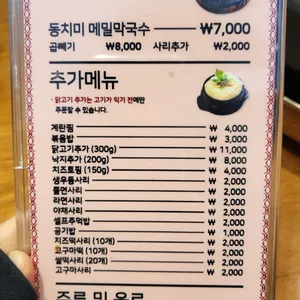 동치미 메밀막국수 ₩7,000
곱빼기 ₩8,000 사리추가 ₩2,000
추가메뉴
· 닭고기 추가는 고기가 익기 전에만
주문할 수 있습니다.
계란찜 ₩ 4,000
볶음밥 ₩ 3,000
닭고기추가 (300g) ₩ 11,000
낙지추가 (200g) ₩ 8,000
치즈토핑 (150g) ₩ 4,000
생우동사리 ₩ 2,000
쫄면사리 ₩ 2,000
라면사리 ₩ 2,000
야채사리 ₩ 2,000
셀프주먹밥 ₩ 2,000
공기밥 ₩ 1,000
치즈떡사리 (10개) ₩ 2,000
고구마떡 (10개) ₩ 2,000
쌀떡사리 (20개) ₩ 2,000
고구마사리 ₩ 2,000